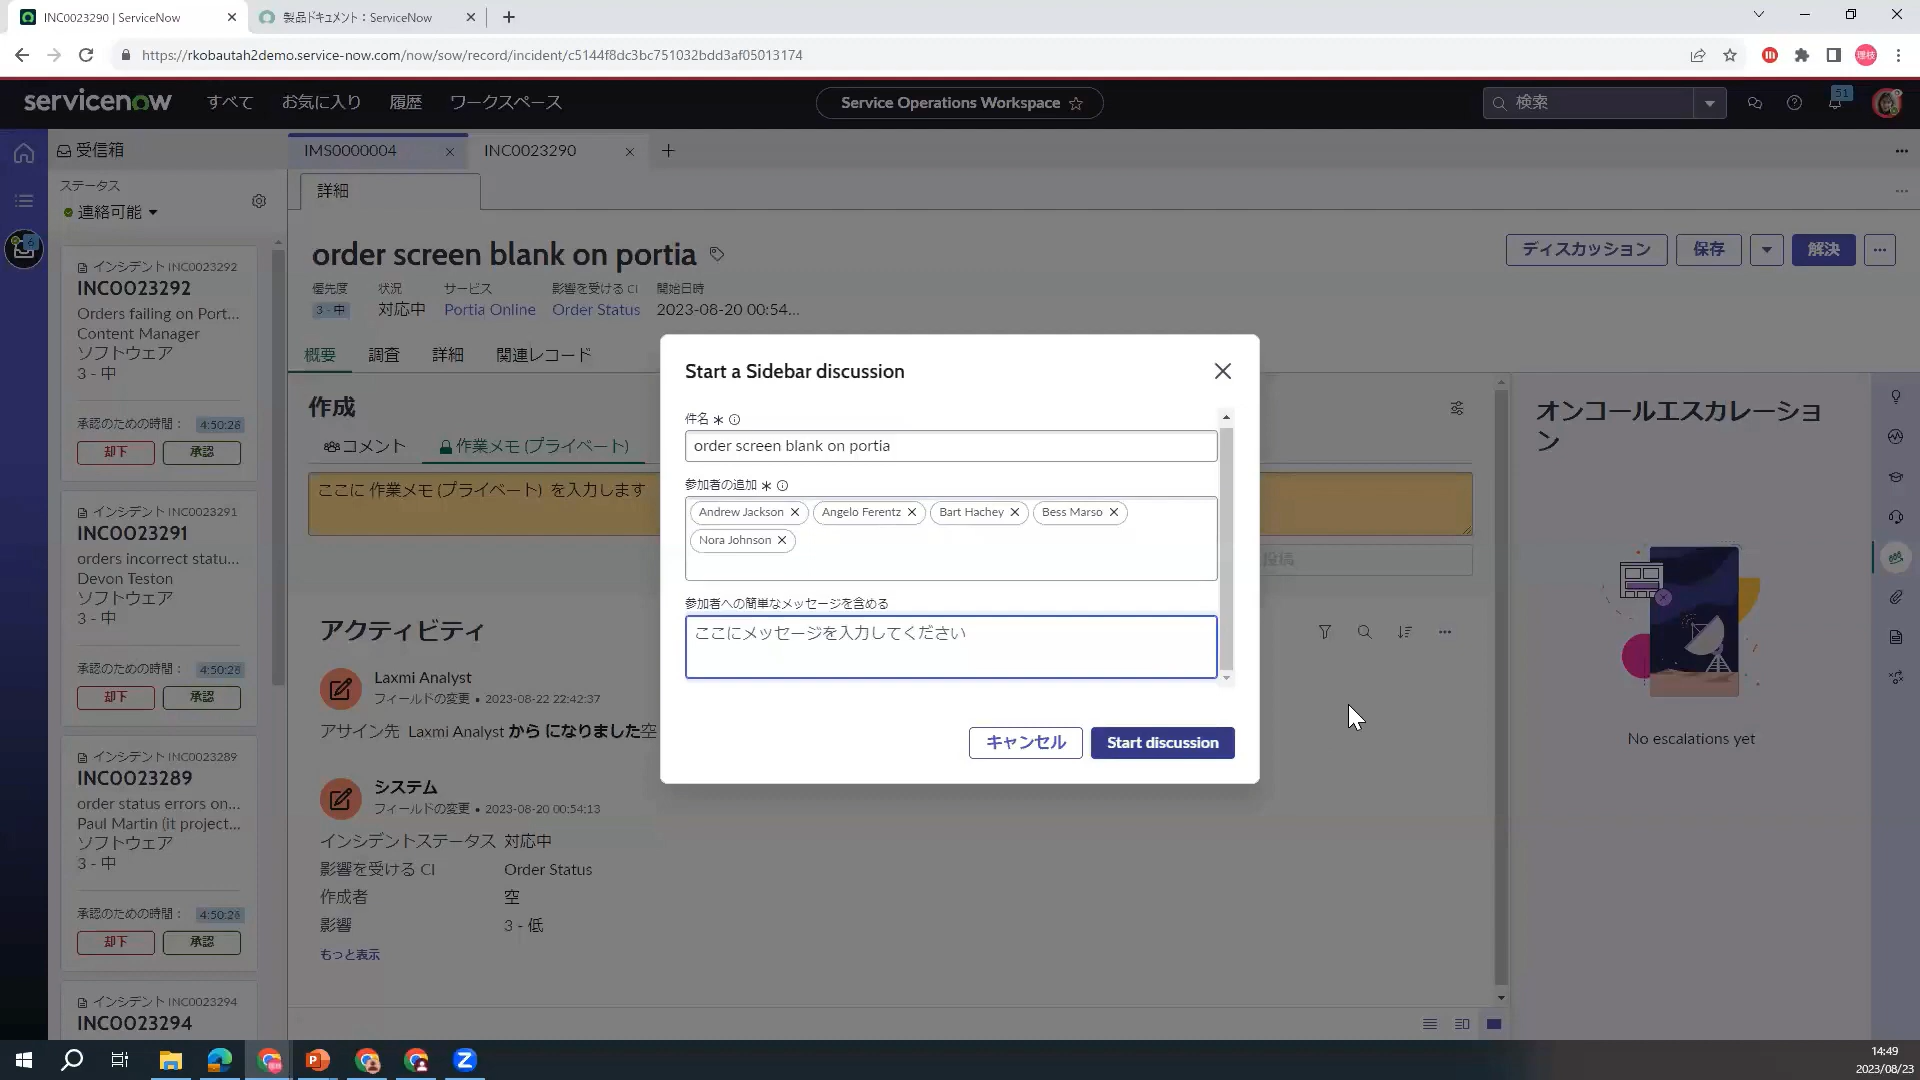 INC0023290 | ServiceNow
製品ドキュメント：ServiceNow
https://rkobautah2demo.service-now.com/now/sow/record/incident/c5144f8dc3bc751032bdd3af05013174
理枝
servicenow
すべて
お気に入り
履歴
ワークスペース
Service Operations Workspace
検索
51
受信箱
ステータス
連絡可能
6
インシデント INC0023292
INC0023292
Orders failing on Port...
Content Manager
ソフトウェア
3 - 中
承認のための時間： 4:50:28
却下
承認
インシデント INC0023291
INC0023291
orders incorrect statu...
Devon Teston
ソフトウェア
3 - 中
承認のための時間： 4:50:28
却下
承認
インシデント INC0023289
INC0023289
order status errors on...
Paul Martin (it project...
ソフトウェア
3 - 中
承認のための時間： 4:50:28
却下
承認
インシデント INC0023294
INC0023294
IMS0000004
INC0023290
詳細
order screen blank on portia
ディスカッション
保存
解決
優先度 状況 サービス 影響を受ける CI 開始日時
3 - 中 対応中 Portia Online Order Status 2023-08-20 00:54...
概要 調査 詳細 関連レコード
作成
コメント
作業メモ (プライベート)
ここに 作業メモ (プライベート) を入力します
投稿
アクティビティ
Laxmi Analyst
フィールドの変更 • 2023-08-22 22:42:37
アサイン先 Laxmi Analyst から になりました空
システム
フィールドの変更 • 2023-08-20 00:54:13
インシデントステータス 対応中
影響を受ける CI Order Status
作成者 空
影響 3 - 低
もっと表示
Start a Sidebar discussion
件名
order screen blank on portia
参加者の追加
Andrew Jackson
Angelo Ferentz
Bart Hachey
Bess Marso
Nora Johnson
参加者への簡単なメッセージを含める
ここにメッセージを入力してください
キャンセル
Start discussion
オンコールエスカレーショ
ン
No escalations yet
14:49
2023/08/23